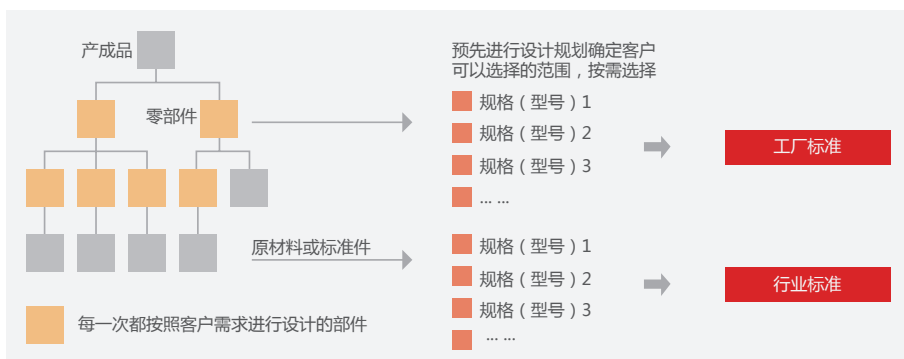 产成品
零部件
原材料或标准件
每一次都按照客户需求进行设计的部件
预先进行设计规划确定客户
可以选择的范围，按需选择
规格（型号）1
规格（型号）2
规格（型号）3
... ...
工厂标准
规格（型号）1
规格（型号）2
规格（型号）3
... ...
行业标准